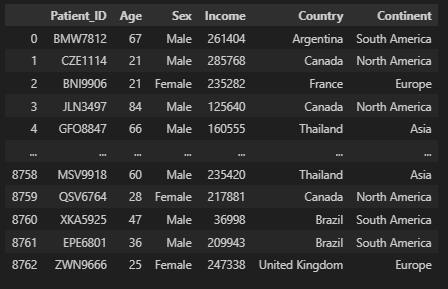 Patient_ID Age Sex Income Country Continent
0 BMW7812 67 Male 261404 Argentina South America
1 CZE1114 21 Male 285768 Canada North America
2 BNI9906 21 Female 235282 France Europe
3 JLN3497 84 Male 125640 Canada North America
4 GFO8847 66 Male 160555 Thailand Asia
... ... ... ... ... ... ...
8758 MSV9918 60 Male 235420 Thailand Asia
8759 QSV6764 28 Female 217881 Canada North America
8760 XKA5925 47 Male 36998 Brazil South America
8761 EPE6801 36 Male 209943 Brazil South America
8762 ZWN9666 25 Female 247338 United Kingdom Europe